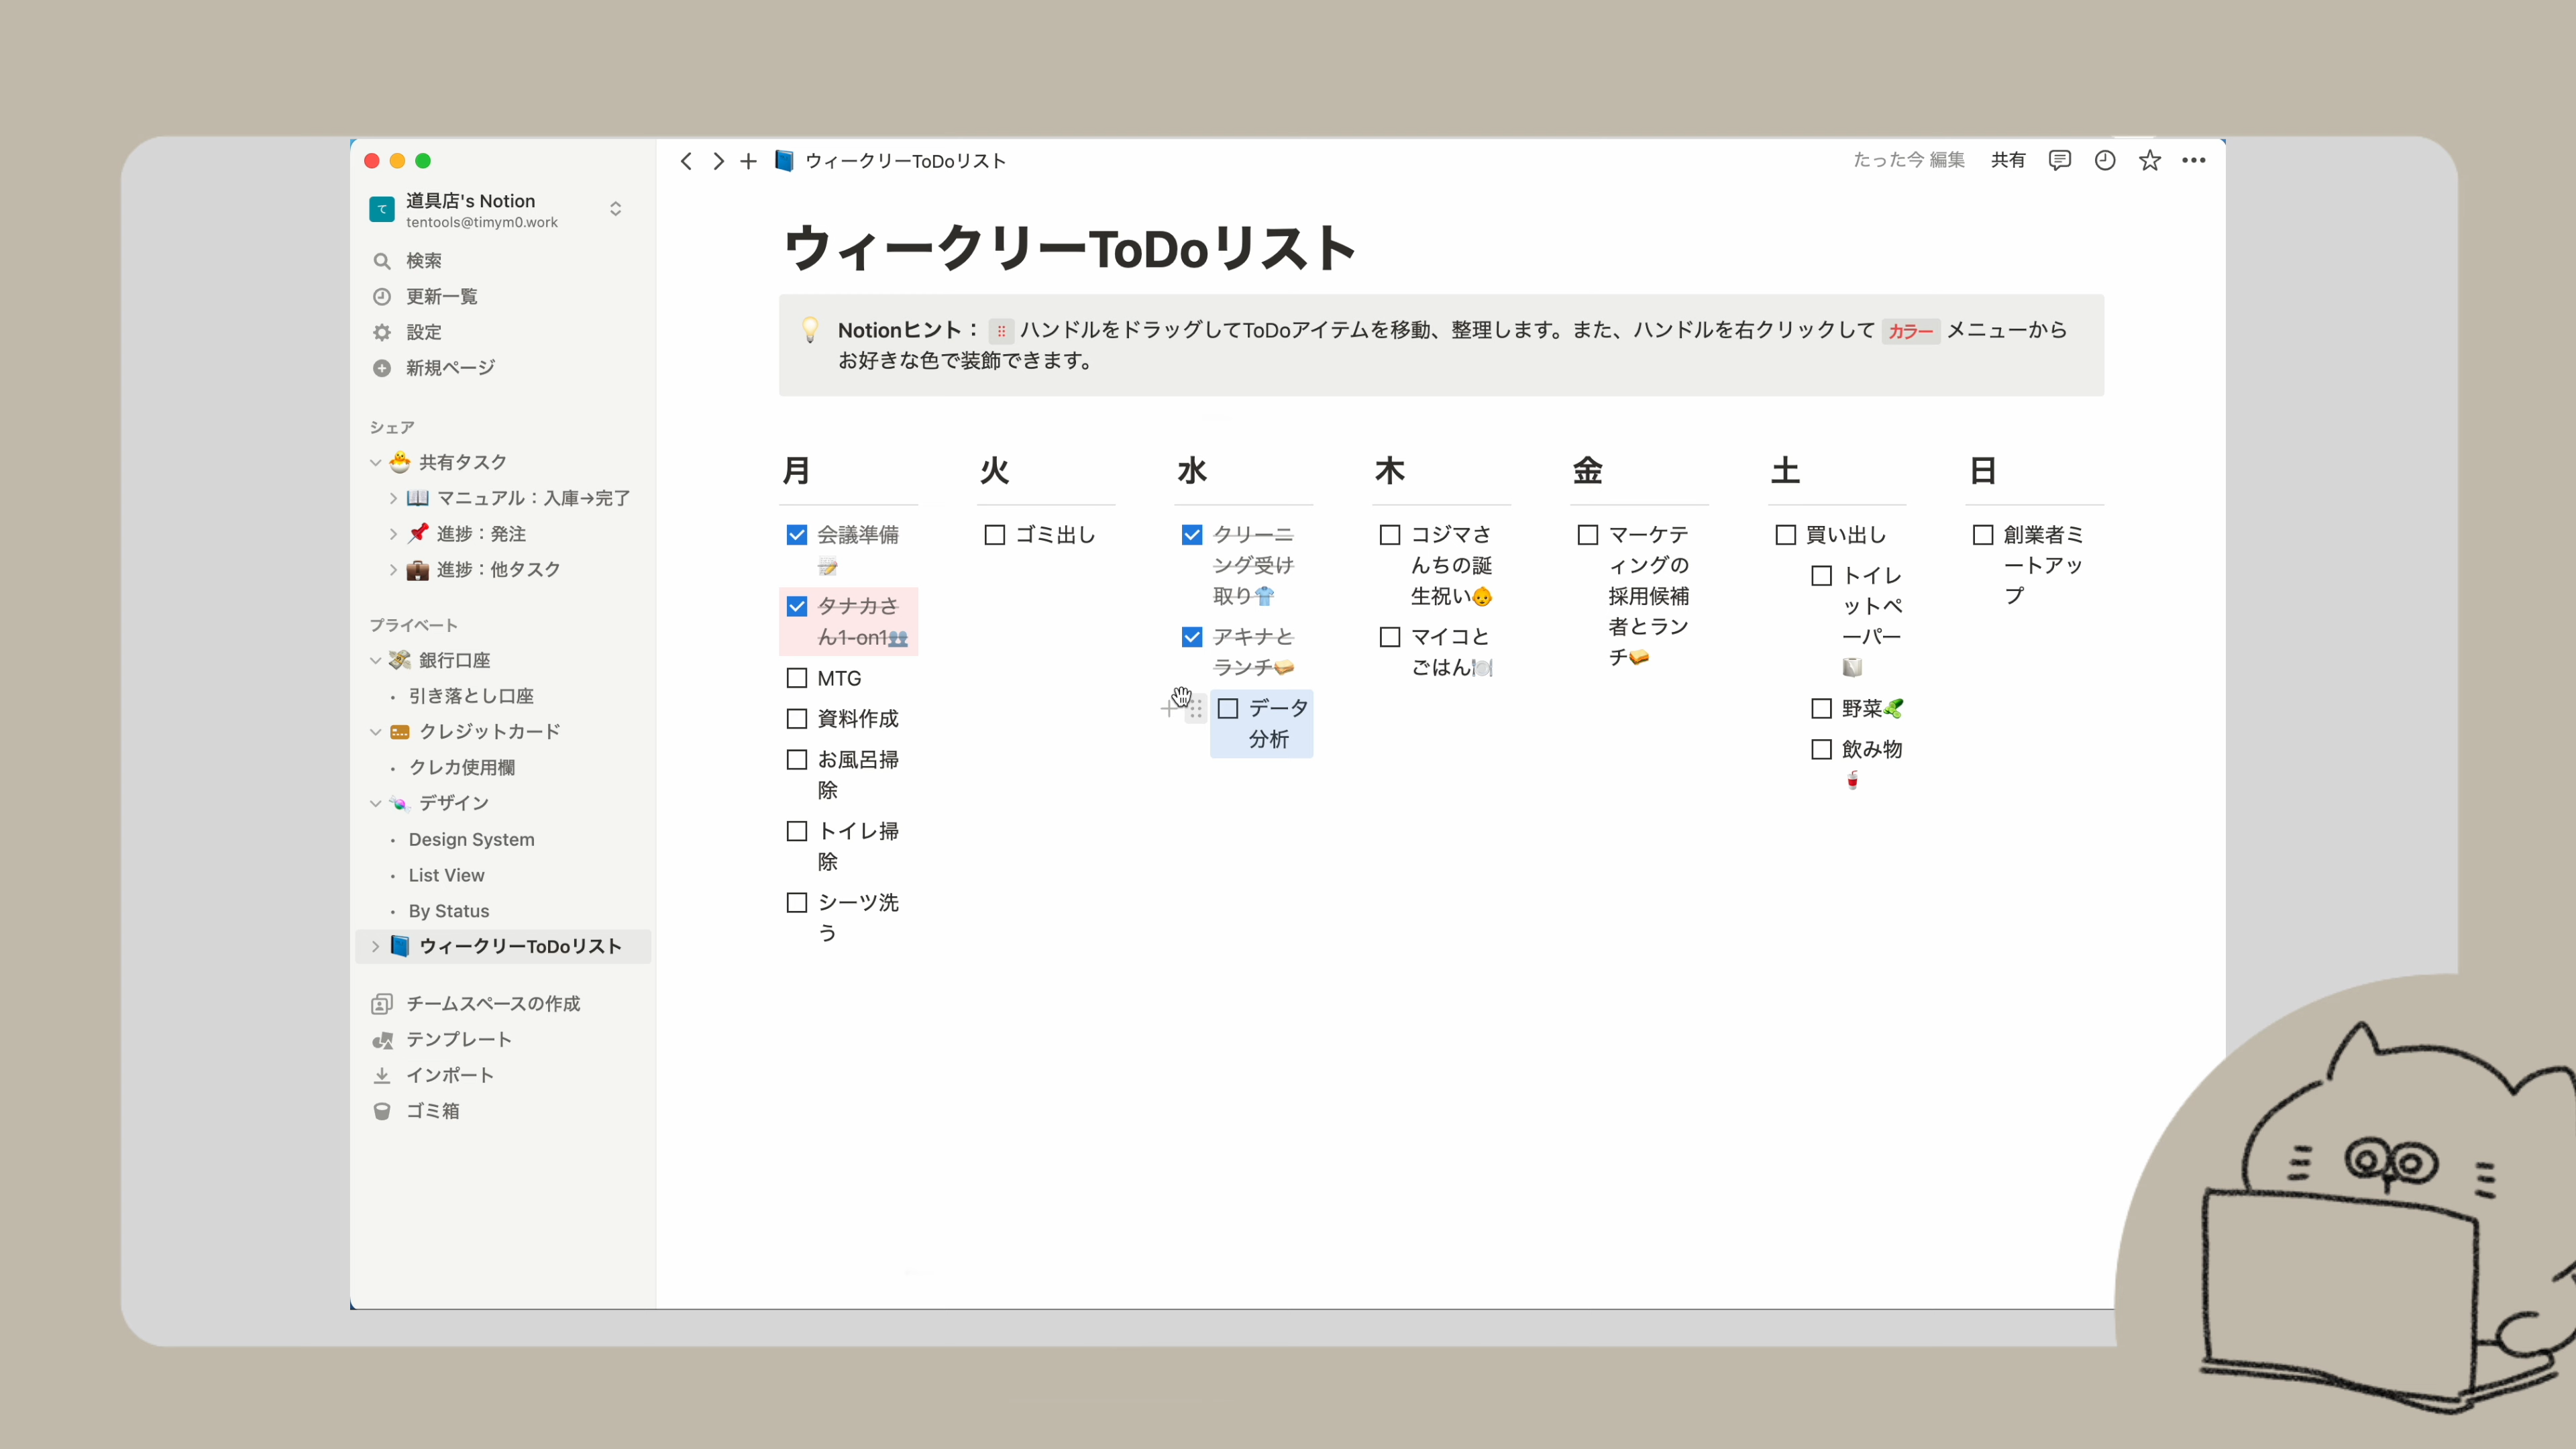 ウィークリーToDoリスト
たった今 編集
共有
て
道具店's Notion
tentools@timym0.work
検索
更新一覧
設定
新規ページ
シェア
共有タスク
マニュアル：入庫→完了
進捗：発注
進捗：他タスク
プライベート
銀行口座
引き落とし口座
クレジットカード
クレカ使用欄
デザイン
Design System
List View
By Status
ウィークリーToDoリスト
チームスペースの作成
テンプレート
インポート
ゴミ箱
ウィークリーToDoリスト
Notionヒント： ⠿ ハンドルをドラッグしてToDoアイテムを移動、整理します。また、ハンドルを右クリックして カラー メニューから
お好きな色で装飾できます。
月
会議準備
📝
タナカさ
ん1-on1👥
MTG
資料作成
お風呂掃
除
トイレ掃
除
シーツ洗
う
火
ゴミ出し
水
クリーニ
ング受け
取り👕
アキナと
ランチ🥪
データ
分析
木
コジマさ
んちの誕
生祝い👶
マイコと
ごはん🍽
金
マーケテ
ィングの
採用候補
者とラン
チ🥪
土
買い出し
トイレ
ットペ
ーパー
🧻
野菜🥒
飲み物
🥤
日
創業者ミ
ートアッ
プ